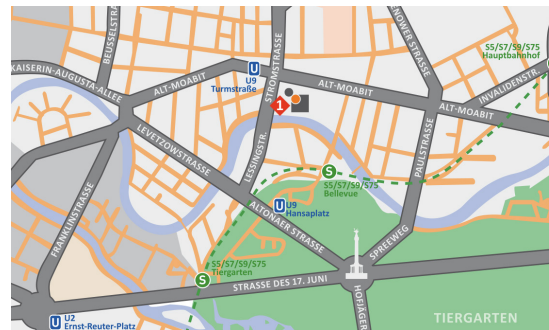 BEUSSELSTR.
STROMSTRASSE
S5/S7/S9/S75
Hauptbahnhof
KAISERIN-AUGUSTA-ALLEE
U
U9
Turmstraße
ALT-MOABIT
ALT-MOABIT
INVALIDENSTR.
ALT-MOABIT
1
LEVETZOWSTRASSE
LESSINGSTR.
PAULSTRASSE
S
S5/S7/S9/S75
Bellevue
U
U9
Hansaplatz
FRANKLINSTRASSE
ALTONAER STRASSE
SPREEWEG
S5/S7/S9/S75
Tiergarten
S
STRASSE DES 17. JUNI
HOFJÄGER
TIERGARTEN
U
U2
Ernst-Reuter-Platz